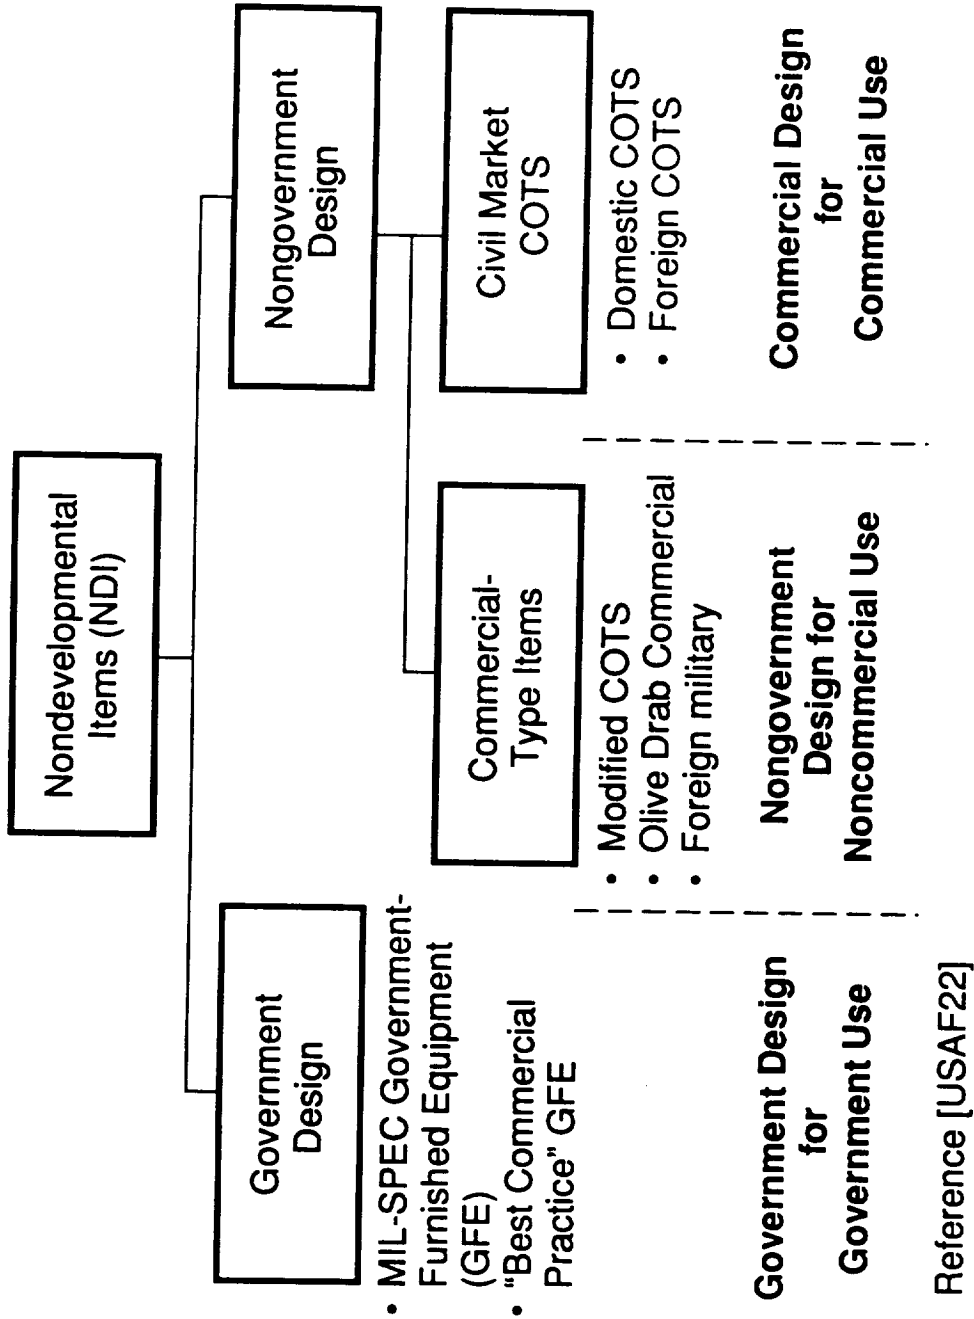 Nondevelopmental
Items (NDI)
Government
Design
• MIL-SPEC Government-
Furnished Equipment
(GFE)
• "Best Commercial
Practice" GFE
Government Design
for
Government Use
Nongovernment
Design
Commercial-
Type Items
• Modified COTS
• Olive Drab Commercial
• Foreign military
Nongovernment
Design for
Noncommercial Use
Civil Market
COTS
• Domestic COTS
• Foreign COTS
Commercial Design
for
Commercial Use
Reference [USAF22]